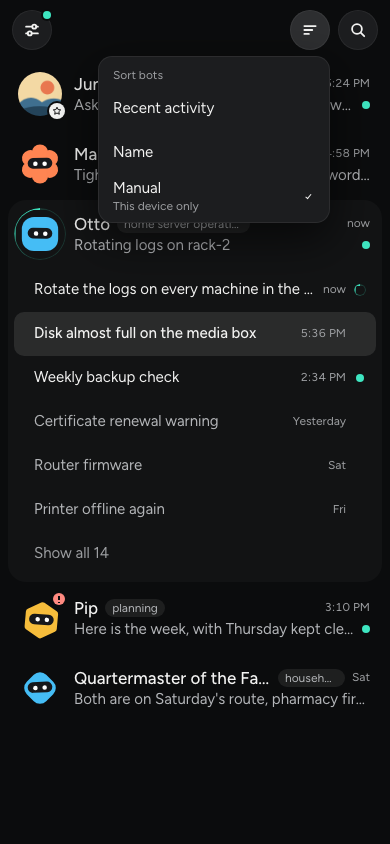 Sort bots
Recent activity
Name
Manual
This device only
5:24 PM
Ask
:58 PM
Otto home server operati... now
Rotating logs on rack-2
Rotate the logs on every machine in the ... now
Disk almost full on the media box 5:36 PM
Weekly backup check 2:34 PM
Certificate renewal warning Yesterday
Router firmware Sat
Printer offline again Fri
Show all 14
Pip planning 3:10 PM
Here is the week, with Thursday kept cle...
Quartermaster of the Fa... househ... Sat
Both are on Saturday's route, pharmacy fir...